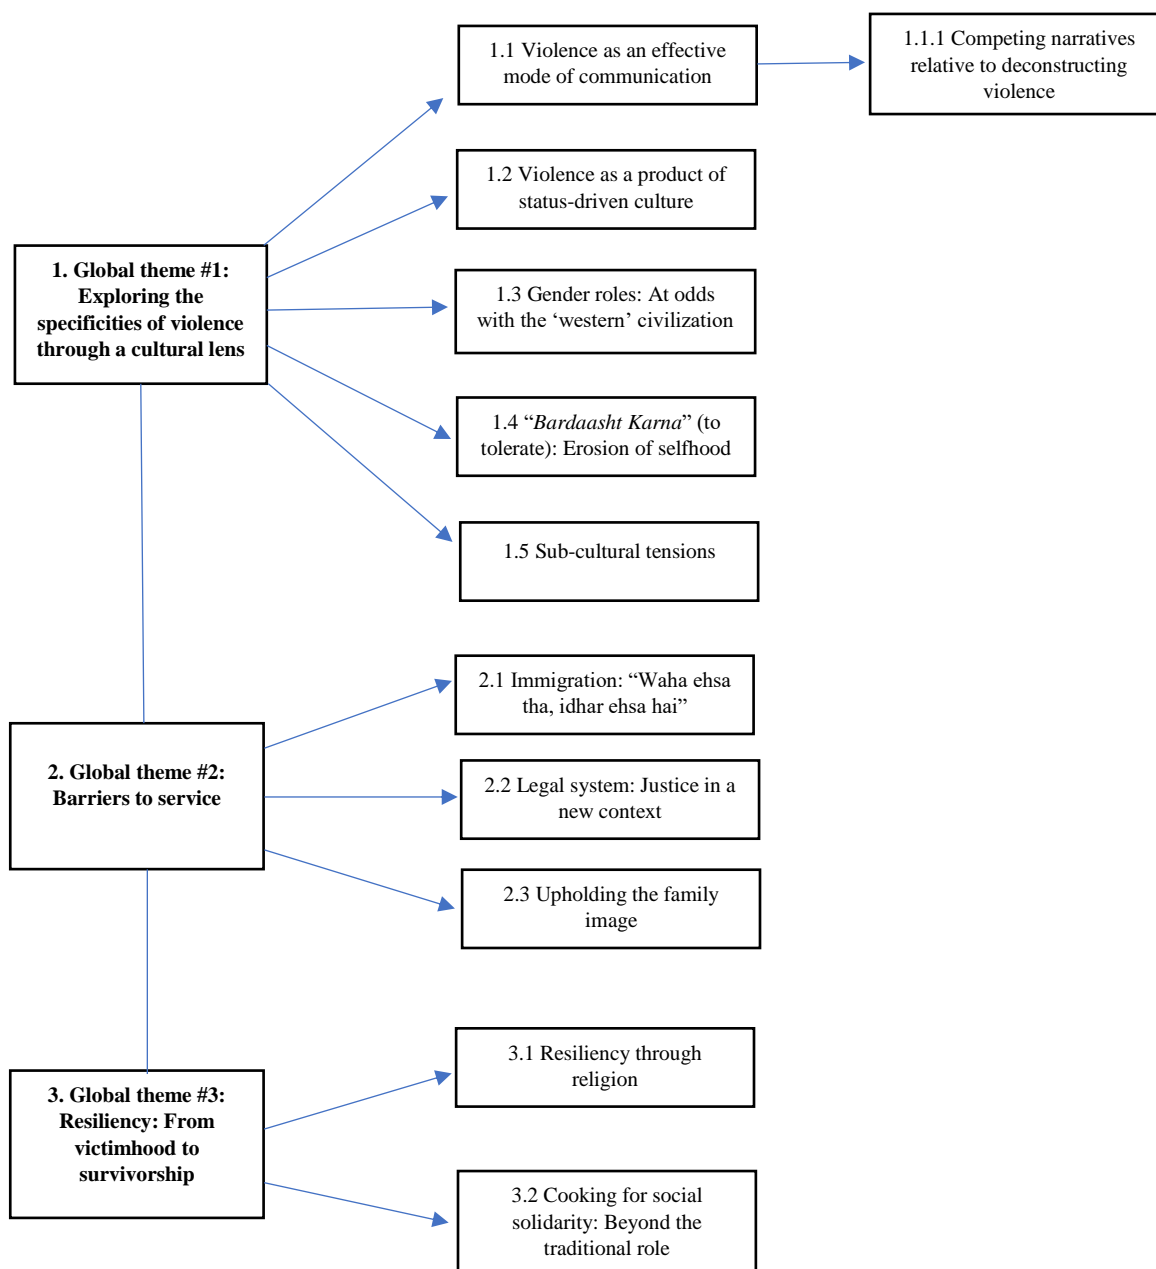 1.1 Violence as an effective
mode of communication
1.1.1 Competing narratives
relative to deconstructing
violence
1.2 Violence as a product of
status-driven culture
1. Global theme #1:
Exploring the
specificities of violence
through a cultural lens
1.3 Gender roles: At odds
with the ‘western’ civilization
1.4 “Bardaasht Karna” (to
tolerate): Erosion of selfhood
1.5 Sub-cultural tensions
2.1 Immigration: “Waha ehsa
tha, idhar ehsa hai”
2. Global theme #2:
Barriers to service
2.2 Legal system: Justice in a
new context
2.3 Upholding the family
image
3.1 Resiliency through
religion
3. Global theme #3:
Resiliency: From
victimhood to
survivorship
3.2 Cooking for social
solidarity: Beyond the
traditional role